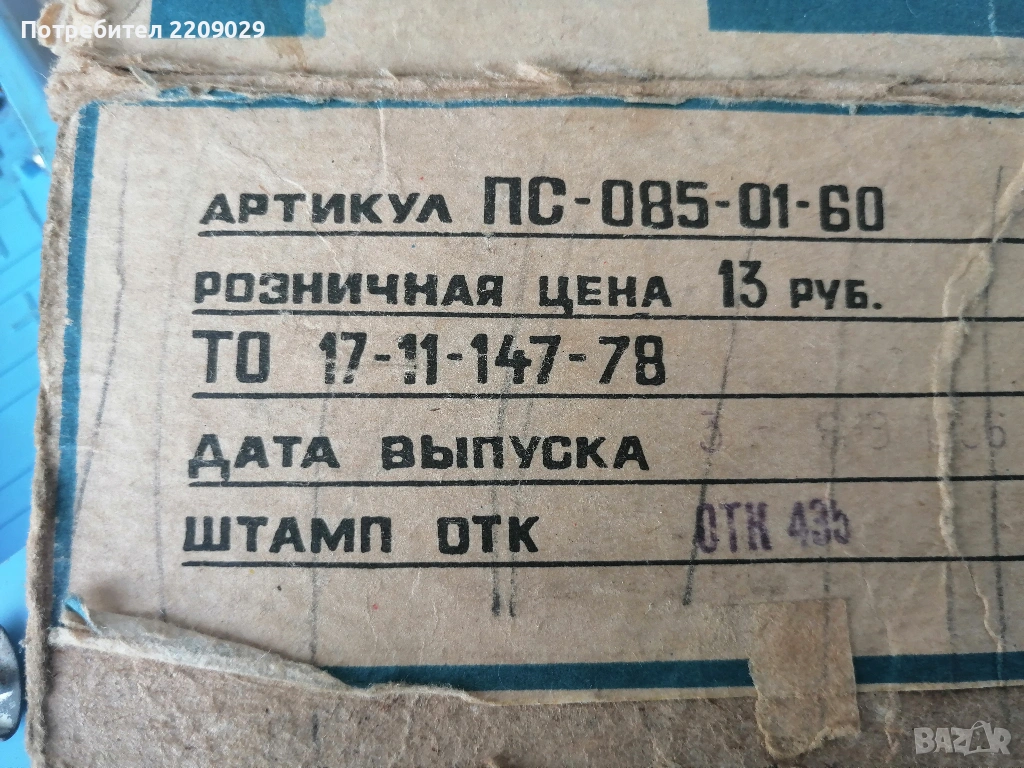 Потребител 2209029
АРТИКУЛ ПС-085-01-60
РОЗНИЧНАЯ ЦЕНА 13 РУБ.
ТО 17-11-147-78
ДАТА ВЫПУСКА
ШТАМП ОТК ОТК 435
BAZAR